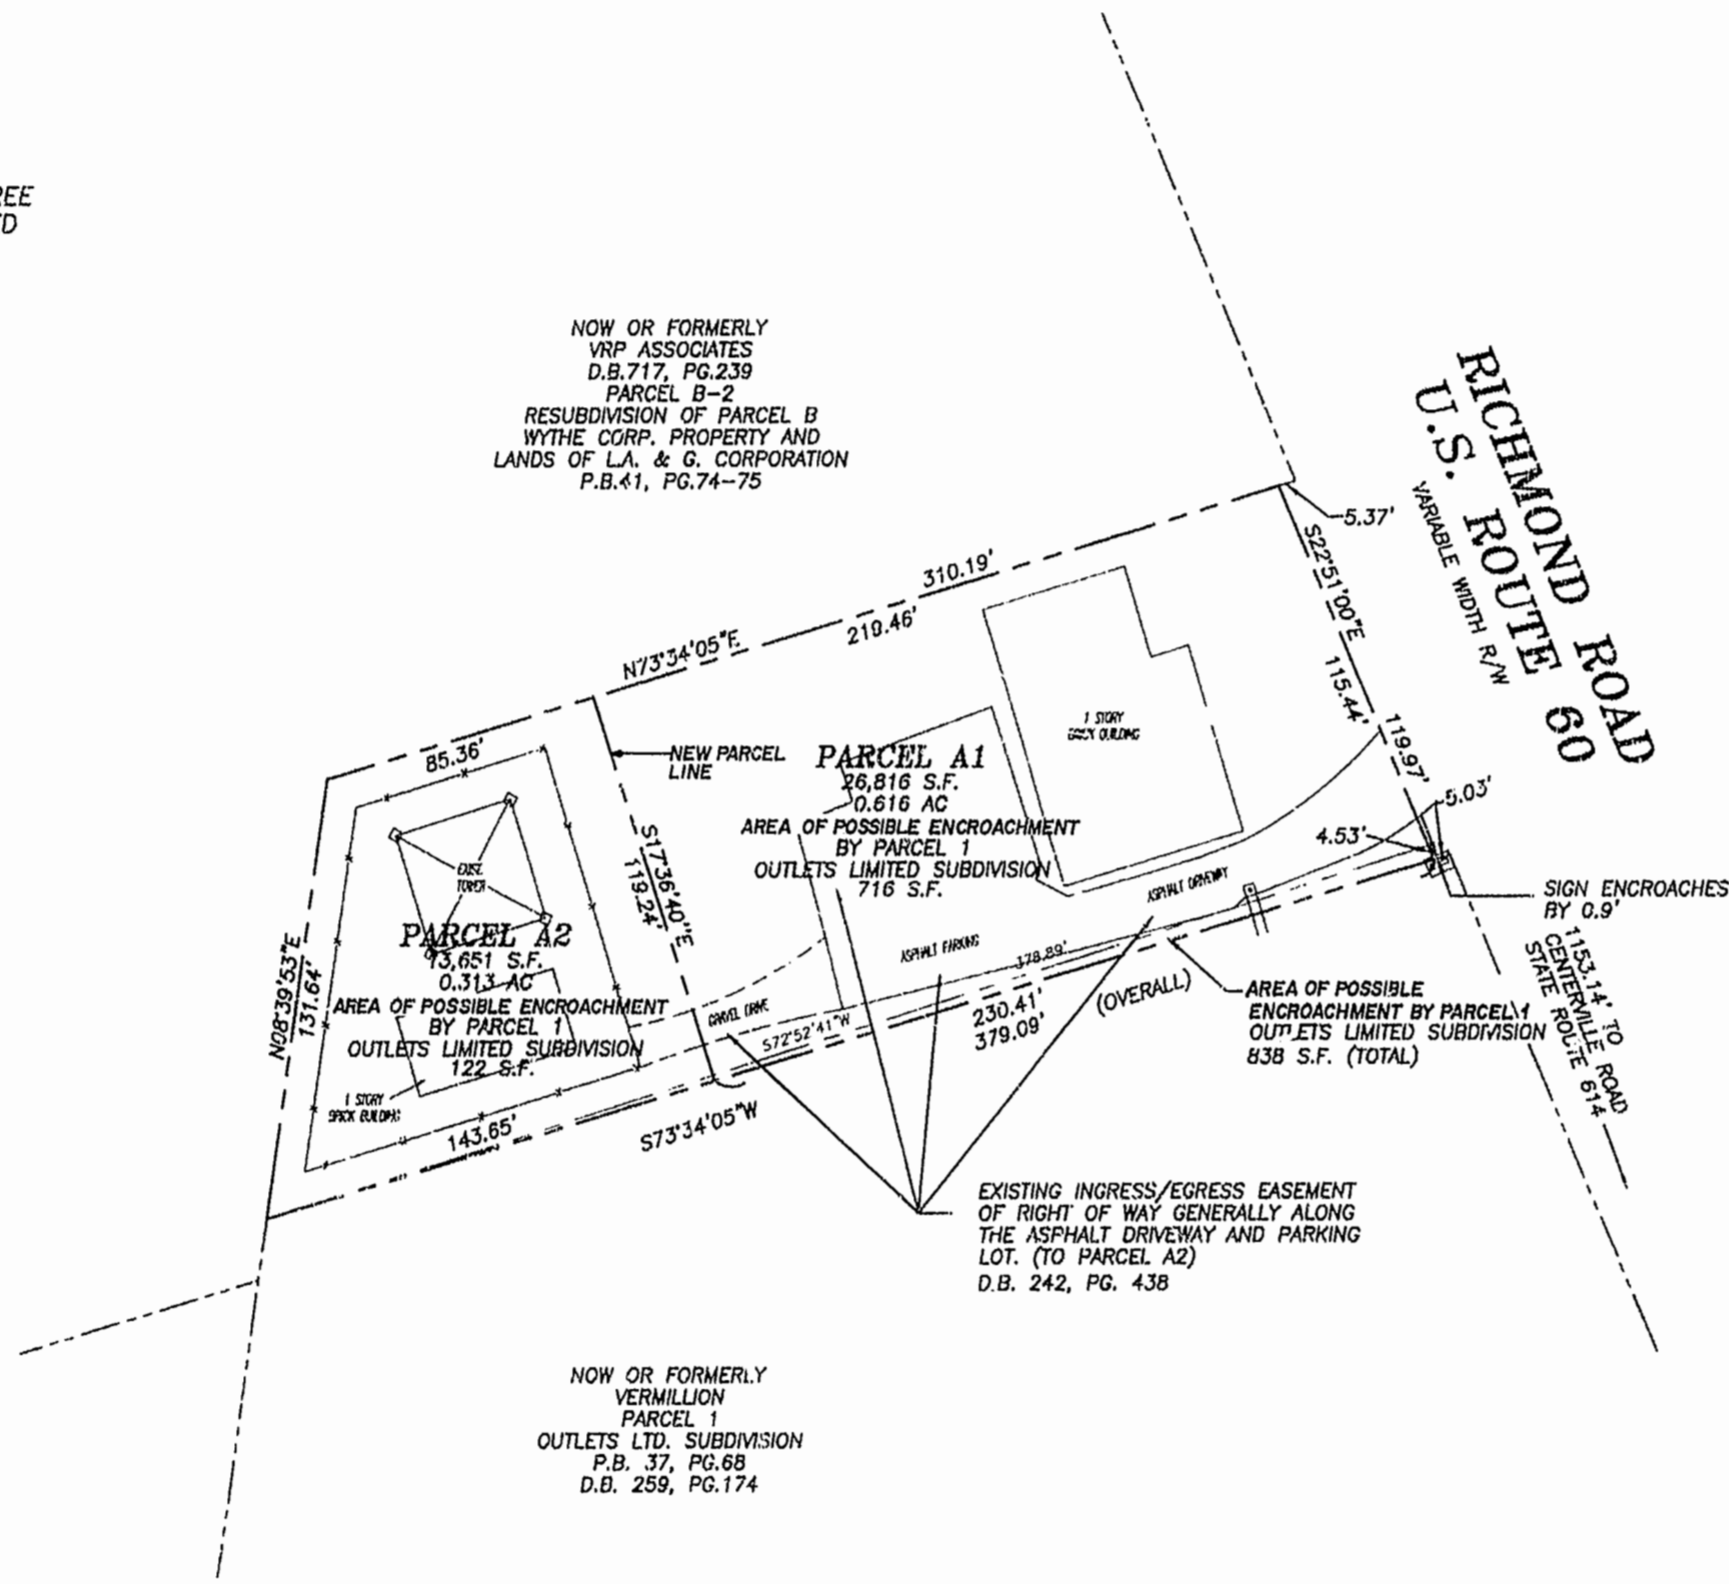 REE
TD
NOW OR FORMERLY
VRP ASSOCIATES
D.B.717, PG.239
PARCEL B-2
RESUBDIVISION OF PARCEL B
WYTHE CORP. PROPERTY AND
LANDS OF L.A. & G. CORPORATION
P.B.41, PG.74-75
RICHMOND ROAD
U.S. ROUTE 60
VARIABLE WIDTH R/W
5.37'
S22°51'00"E
115.44'
119.97'
310.19'
219.46'
N73°34'05"E
85.36'
NEW PARCEL
LINE
1 STORY
BRICK BUILDING
PARCEL A1
26,816 S.F.
0.616 AC
AREA OF POSSIBLE ENCROACHMENT
BY PARCEL 1
OUTLETS LIMITED SUBDIVISION
716 S.F.
5.03'
4.53'
S17°36'40"E
119.24'
EXIST.
TOWER
ASPHALT DRIVEWAY
SIGN ENCROACHES
BY 0.9'
PARCEL A2
13,651 S.F.
0.313 AC
AREA OF POSSIBLE ENCROACHMENT
BY PARCEL 1
OUTLETS LIMITED SUBDIVISION
122 S.F.
N08°39'53"E
131.64'
ASPHALT PARKING
178.89'
1153.14' TO
CENTERVILLE ROAD
STATE ROUTE 614
AREA OF POSSIBLE
ENCROACHMENT BY PARCEL 1
OUTLETS LIMITED SUBDIVISION
838 S.F. (TOTAL)
GRAVEL DRIVE
S72°52'41"W
230.41'
379.09'
(OVERALL)
1 STORY
BRICK BUILDING
143.65'
S73°34'05"W
EXISTING INGRESS/EGRESS EASEMENT
OF RIGHT OF WAY GENERALLY ALONG
THE ASPHALT DRIVEWAY AND PARKING
LOT. (TO PARCEL A2)
D.B. 242, PG. 438
NOW OR FORMERLY
VERMILLION
PARCEL 1
OUTLETS LTD. SUBDIVISION
P.B. 37, PG.68
D.B. 259, PG.174